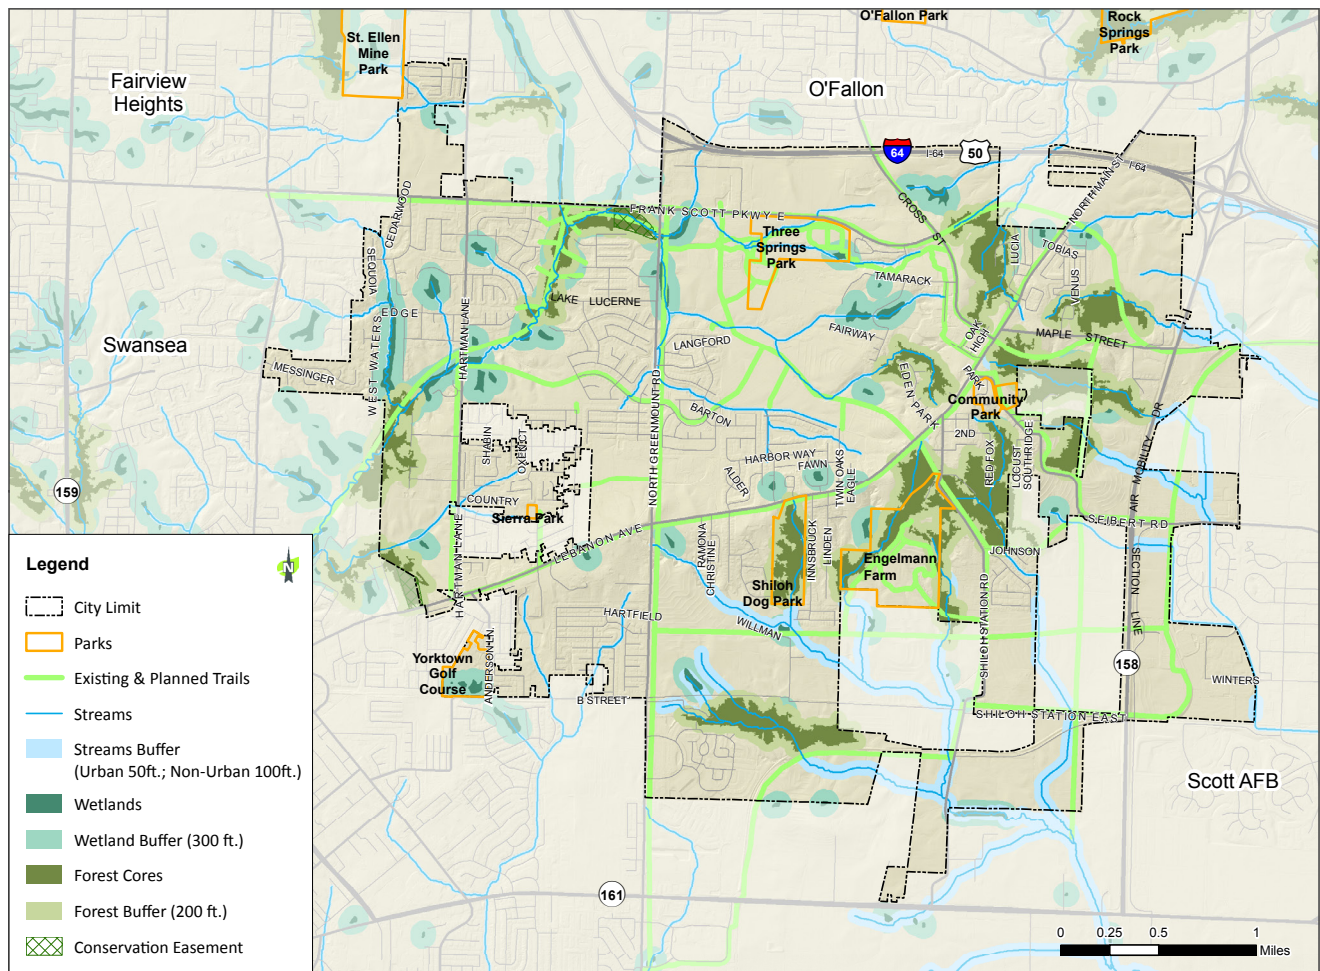 St. Ellen
Mine
Park
O'Fallon Park
Rock
Springs
Park
Fairview
Heights
O'Fallon
64
I-64
50
I-64
NORTH MAIN ST
CEDARWOOD
FRANK SCOTT PKWY E
CROSS ST
Three
Springs
Park
LUCIA
TOBIAS
SEQUOIA
TAMARACK
VENUS
LAKE LUCERNE
EDGE
WEST WATERS
HARTMAN LANE
FAIRWAY
OAK
HIGH
MAPLE STREET
Swansea
LANGFORD
MESSINGER
EDEN PARK
PARK
Community
Park
NORTH GREENMOUNT RD
BARTON
2ND
SHABIN
OXEN CT
RED FOX
LOCUST
SOUTHRIDGE
AIR MOBILITY DR
HARBOR WAY
FAWN
ALDER
TWIN OAKS
EAGLE
159
COUNTRY
Sierra Park
LEBANON AVE
SEIBERT RD
HARTMAN LANE
RAMONA
CHRISTINE
INNSBRUCK
LINDEN
JOHNSON
Engelmann
Farm
SECTION LINE
Shiloh
Dog Park
HARTFIELD
WILLMAN
SHILOH STATION RD
Yorktown
Golf
Course
ANDERSON LN.
158
WINTERS
B STREET
SHILOH STATION EAST
Scott AFB
161
Legend
N
City Limit
Parks
Existing & Planned Trails
Streams
Streams Buffer
(Urban 50ft.; Non-Urban 100ft.)
Wetlands
Wetland Buffer (300 ft.)
Forest Cores
Forest Buffer (200 ft.)
Conservation Easement
0 0.25 0.5 1
Miles